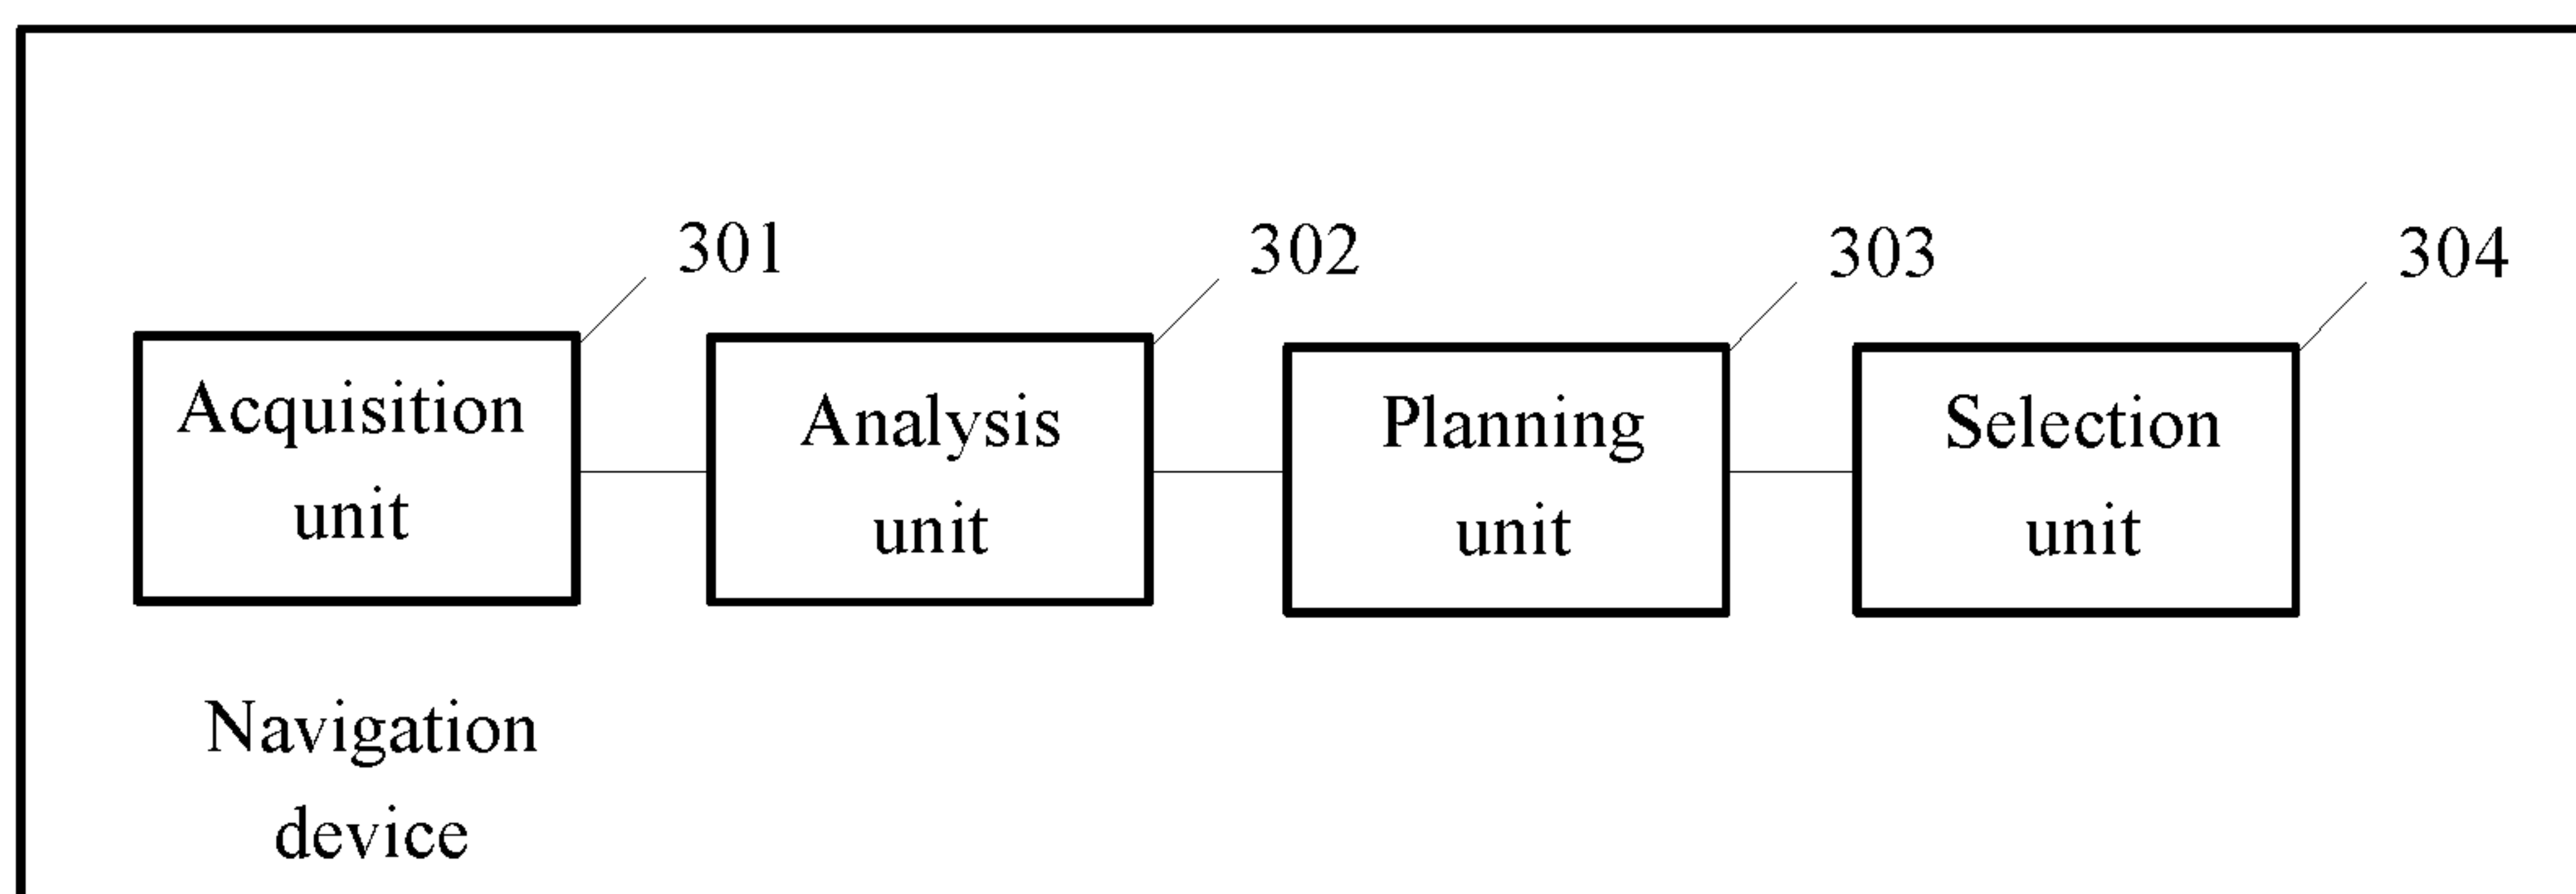 301
302
303
304
Acquisition
unit
Analysis
unit
Planning
unit
Selection
unit
Navigation
device